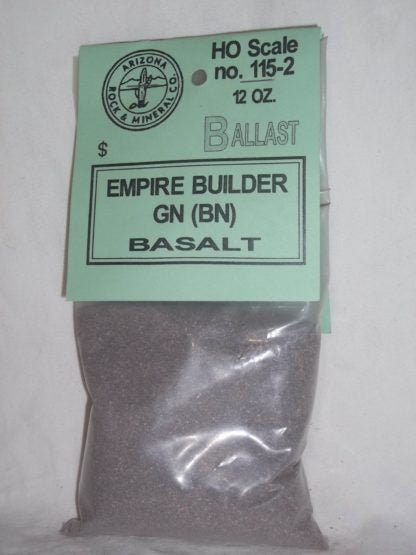 ARIZONA
ROCK & MINERAL CO.
HO Scale
no. 115-2
12 OZ.
BALLAST
$
EMPIRE BUILDER
GN (BN)
BASALT